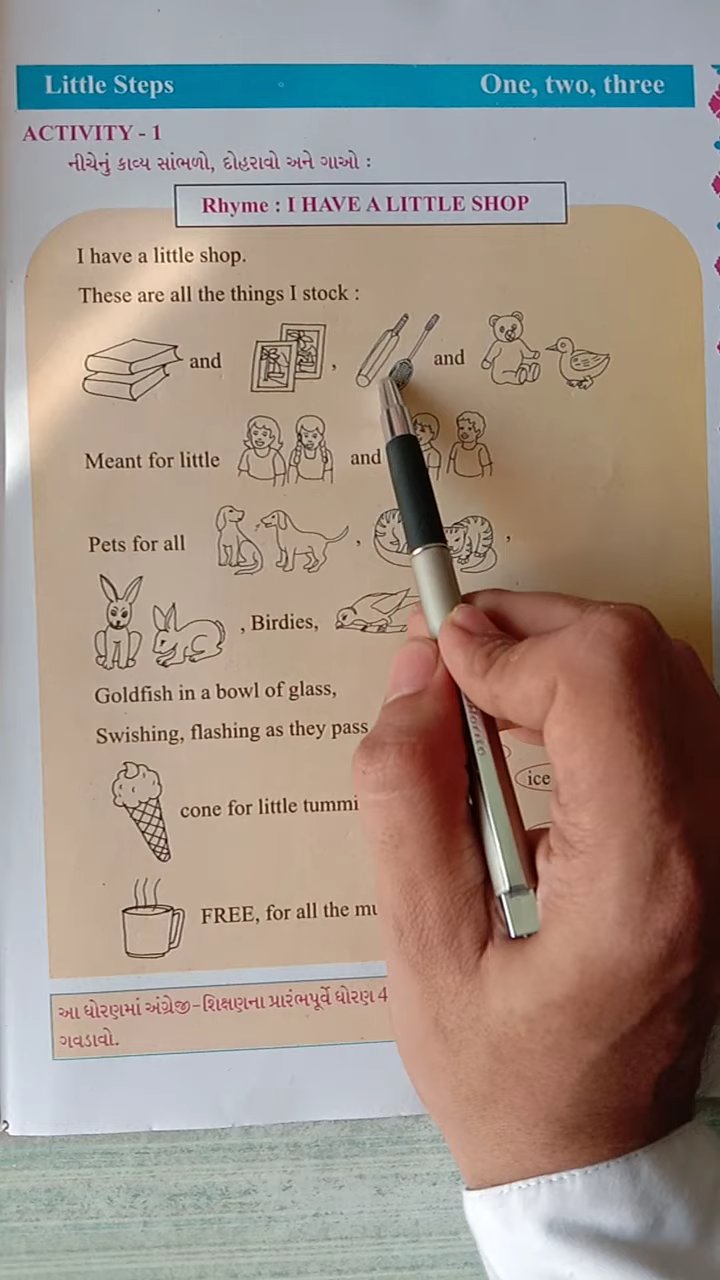 Little Steps One, two, three
ACTIVITY - 1
નીચેનું કાવ્ય સાંભળો, દોહરાવો અને ગાઓ :
Rhyme : I HAVE A LITTLE SHOP
I have a little shop.
These are all the things I stock :
and , and
Meant for little and
Pets for all , ,
, Birdies,
Goldfish in a bowl of glass,
Swishing, flashing as they pass
ice
cone for little
FREE, for all the
આ ધોરણમાં અંગ્રેજી-શિક્ષણના પ્રારંભપૂર્વે ધોરણ 4
ગવડાવો.